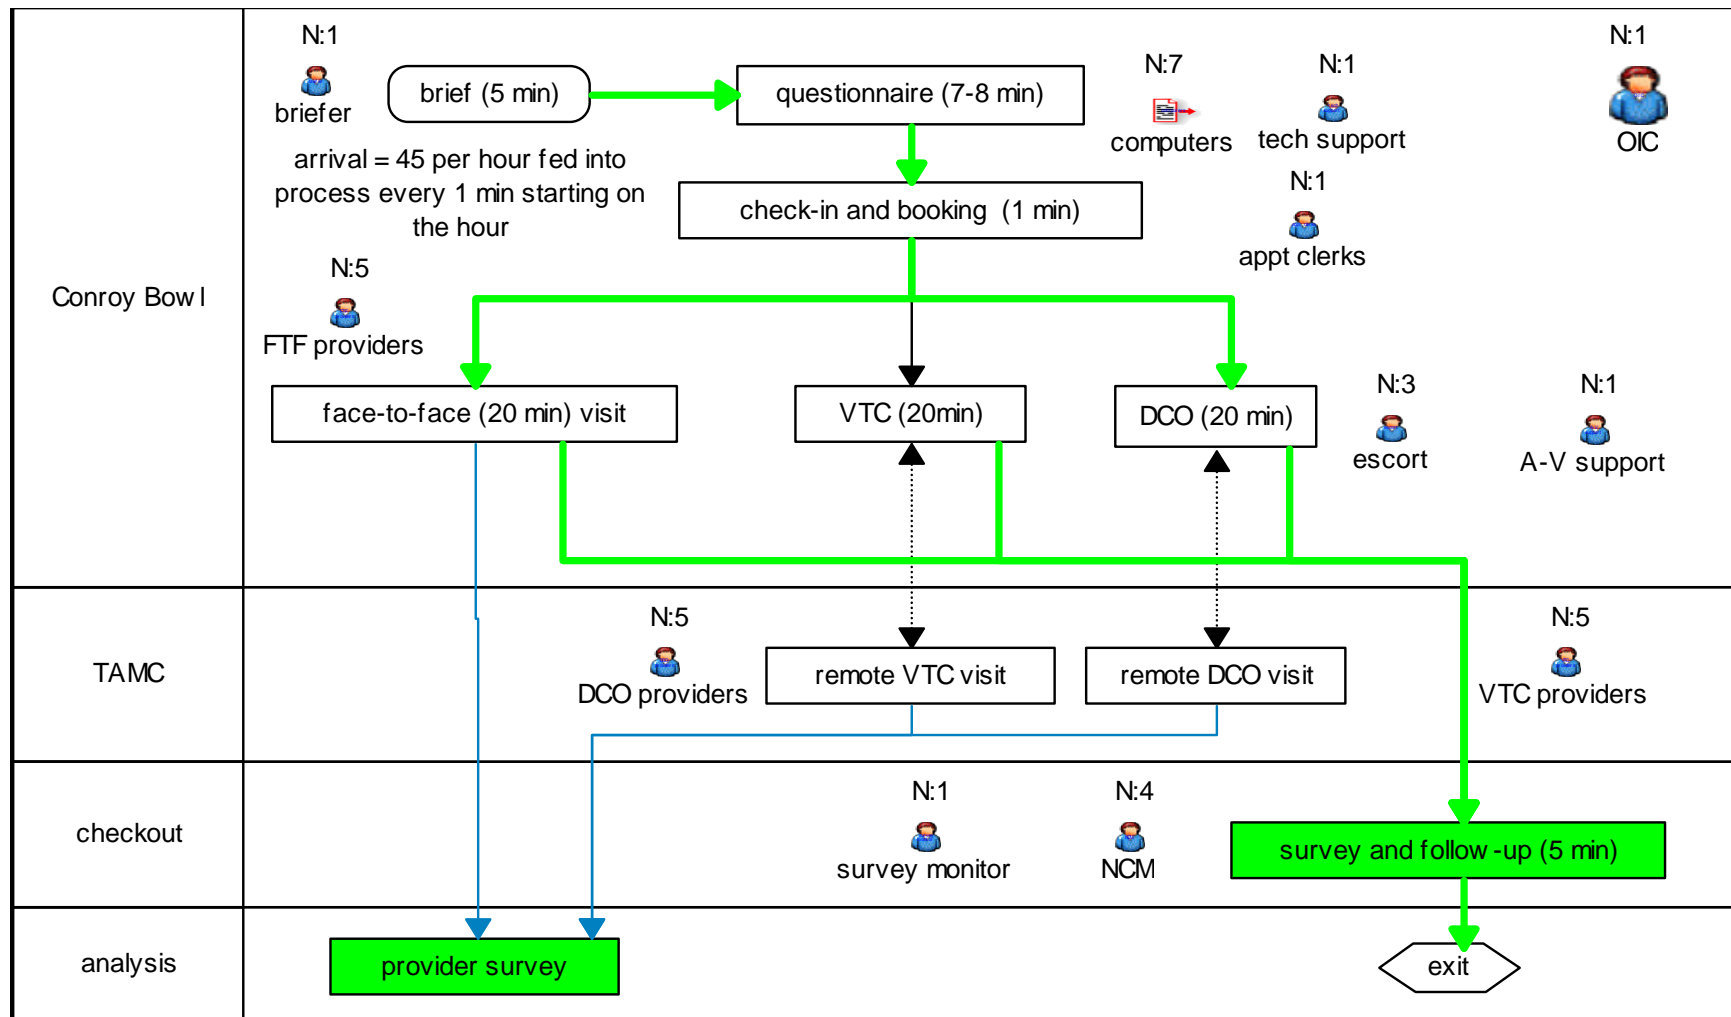 N:1
briefer
brief (5 min)
questionnaire (7-8 min)
N:7
computers
N:1
tech support
N:1
OIC
arrival = 45 per hour fed into
process every 1 min starting on
the hour
check-in and booking (1 min)
N:1
appt clerks
Conroy Bowl
N:5
FTF providers
face-to-face (20 min) visit
VTC (20min)
DCO (20 min)
N:3
escort
N:1
A-V support
TAMC
N:5
DCO providers
remote VTC visit
remote DCO visit
N:5
VTC providers
checkout
N:1
survey monitor
N:4
NCM
survey and follow-up (5 min)
analysis
provider survey
exit